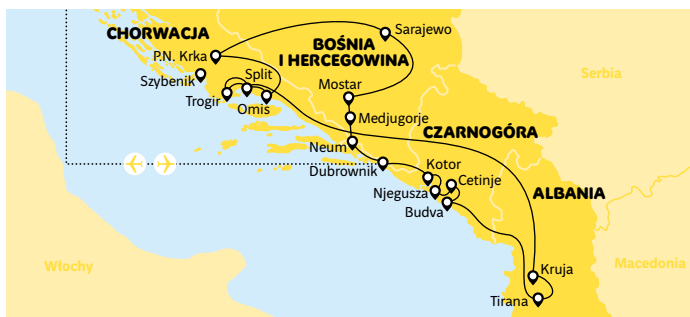 CHORWACJA
Sarajewo
BOŚNIA
I HERCEGOWINA
P.N. Krka
Szybenik
Split
Trogir
Omis
Mostar
Serbia
Medjugorje
CZARNOGÓRA
Neum
Dubrownik
Kotor
Cetinje
Njegusza
ALBANIA
Budva
Włochy
Kruja
Macedonia
Tirana